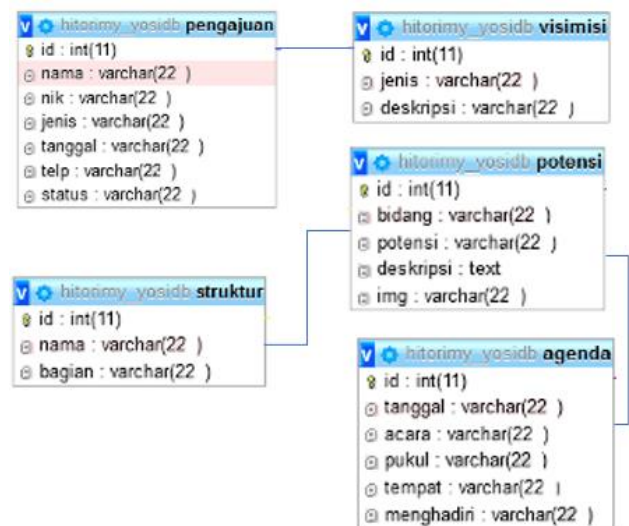 hitorimy_yosidb pengajuan
id : int(11)
nama : varchar(22 )
nik : varchar(22 )
jenis : varchar(22 )
tanggal : varchar(22 )
telp : varchar(22 )
status : varchar(22 )
hitorimy_yosidb visimisi
id : int(11)
jenis : varchar(22 )
deskripsi : varchar(22 )
hitorimy_yosidb potensi
id : int(11)
bidang : varchar(22 )
potensi : varchar(22 )
deskripsi : text
img : varchar(22 )
hitorimy_yosidb struktur
id : int(11)
nama : varchar(22 )
bagian : varchar(22 )
hitorimy_yosidb agenda
id : int(11)
tanggal : varchar(22 )
acara : varchar(22 )
pukul : varchar(22 )
tempat : varchar(22 )
menghadiri : varchar(22 )